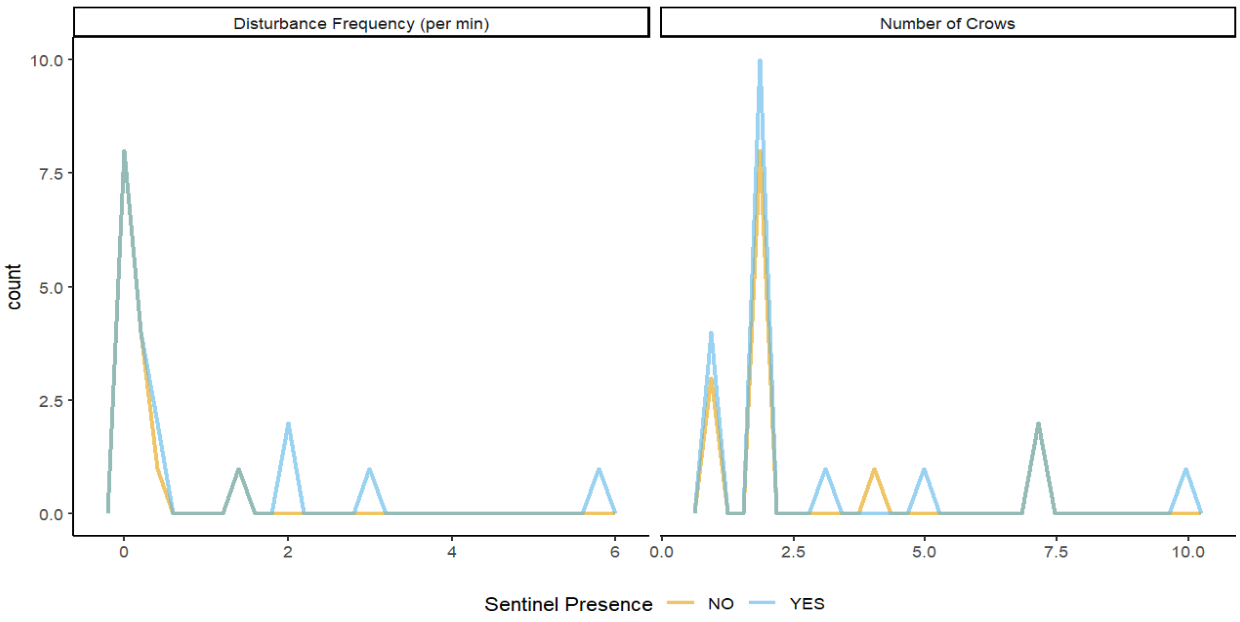 Disturbance Frequency (per min)
Number of Crows
10.0
7.5
5.0
2.5
0.0
count
0 2 4 6
0.0 2.5 5.0 7.5 10.0
Sentinel Presence NO YES